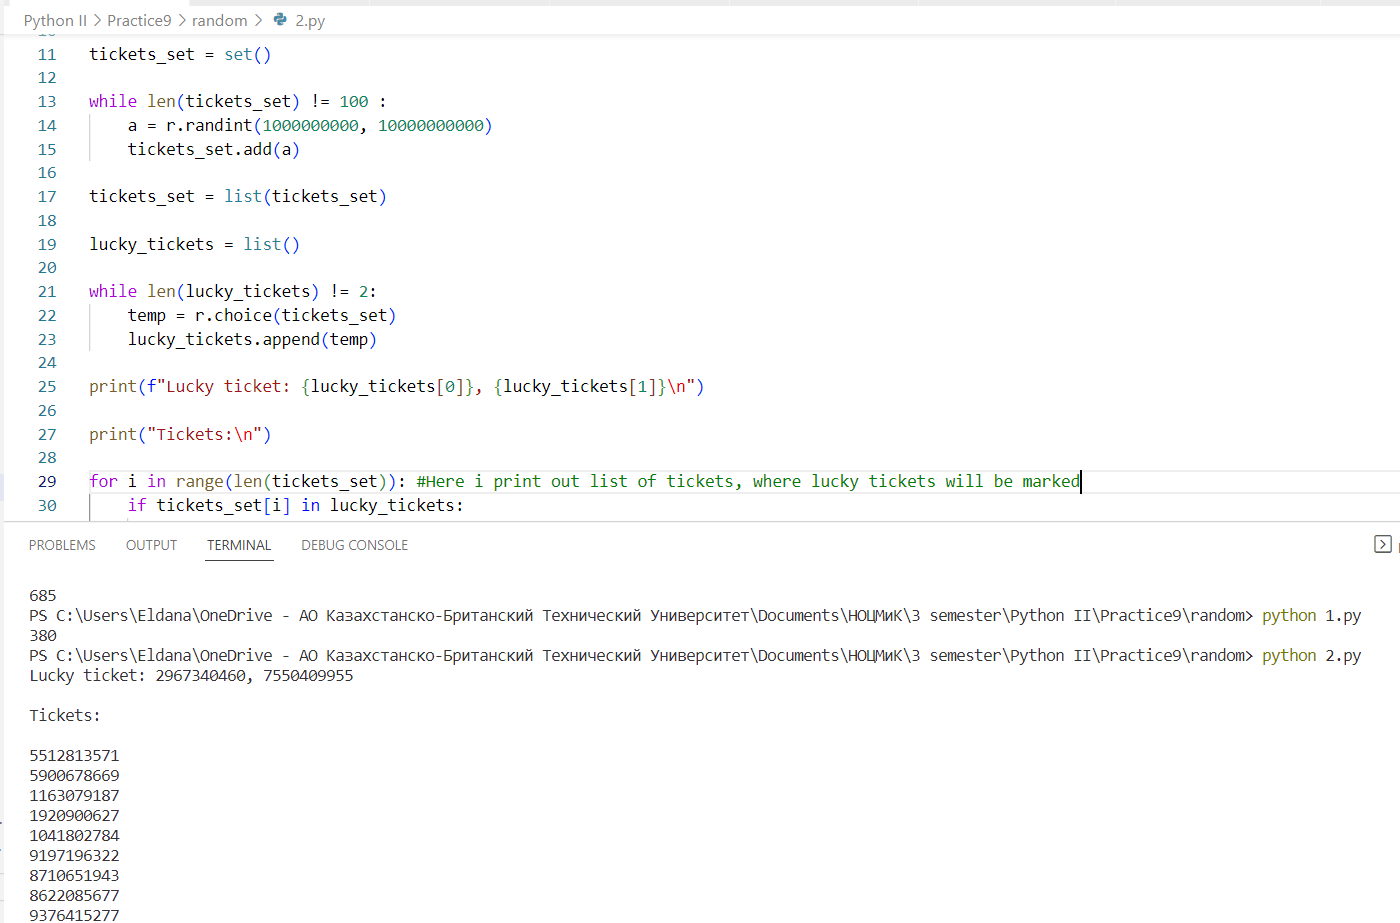 Python II > Practice9 > random > 2.py
11 tickets_set = set()
12
13 while len(tickets_set) != 100 :
14     a = r.randint(1000000000, 10000000000)
15     tickets_set.add(a)
16
17 tickets_set = list(tickets_set)
18
19 lucky_tickets = list()
20
21 while len(lucky_tickets) != 2:
22     temp = r.choice(tickets_set)
23     lucky_tickets.append(temp)
24
25 print(f"Lucky ticket: {lucky_tickets[0]}, {lucky_tickets[1]}\n")
26
27 print("Tickets:\n")
28
29 for i in range(len(tickets_set)): #Here i print out list of tickets, where lucky tickets will be marked
30     if tickets_set[i] in lucky_tickets:
PROBLEMS OUTPUT TERMINAL DEBUG CONSOLE
685
PS C:\Users\Eldana\OneDrive - АО Казахстанско-Британский Технический Университет\Documents\НОЦМиК\3 semester\Python II\Practice9\random> python 1.py
380
PS C:\Users\Eldana\OneDrive - АО Казахстанско-Британский Технический Университет\Documents\НОЦМиК\3 semester\Python II\Practice9\random> python 2.py
Lucky ticket: 2967340460, 7550409955
Tickets:
5512813571
5900678669
1163079187
1920900627
1041802784
9197196322
8710651943
8622085677
9376415277